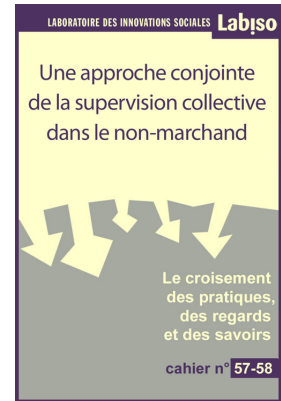 LABORATOIRE DES INNOVATIONS SOCIALES Labiso
Une approche conjointe
de la supervision collective
dans le non-marchand
Le croisement
des pratiques,
des regards
et des savoirs
cahier n° 57-58